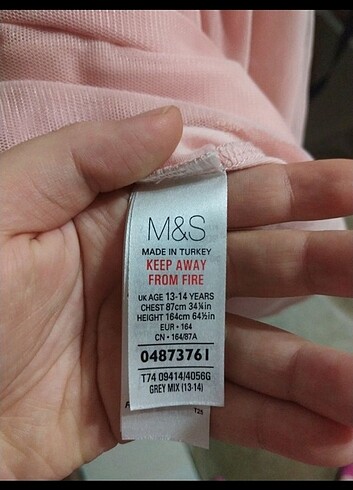 M&S
MADE IN TURKEY
KEEP AWAY
FROM FIRE
UK AGE 13-14 YEARS
CHEST 87cm 34¼in
HEIGHT 164cm 64½in
EUR • 164
CN • 164/87A
04873761
T74 09414/4056G
GREY MIX (13-14)